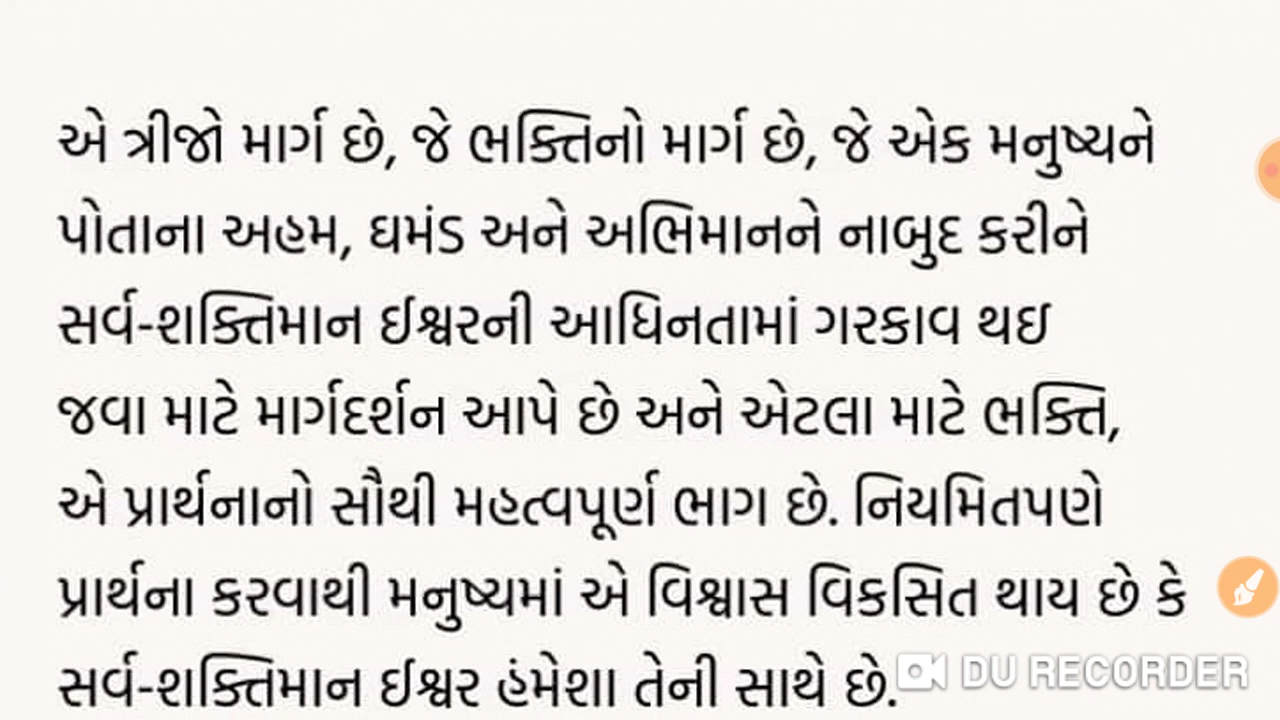 એ ત્રીજો માર્ગ છે, જે ભક્તિનો માર્ગ છે, જે એક મનુષ્યને
પોતાના અહમ, ઘમંડ અને અભિમાનને નાબુદ કરીને
સર્વ-શક્તિમાન ઈશ્વરની આધિનતામાં ગરકાવ થઇ
જવા માટે માર્ગદર્શન આપે છે અને એટલા માટે ભક્તિ,
એ પ્રાર્થનાનો સૌથી મહત્વપૂર્ણ ભાગ છે. નિયમિતપણે
પ્રાર્થના કરવાથી મનુષ્યમાં એ વિશ્વાસ વિકસિત થાય છે કે
સર્વ-શક્તિમાન ઈશ્વર હંમેશા તેની સાથે છે.
DU RECORDER